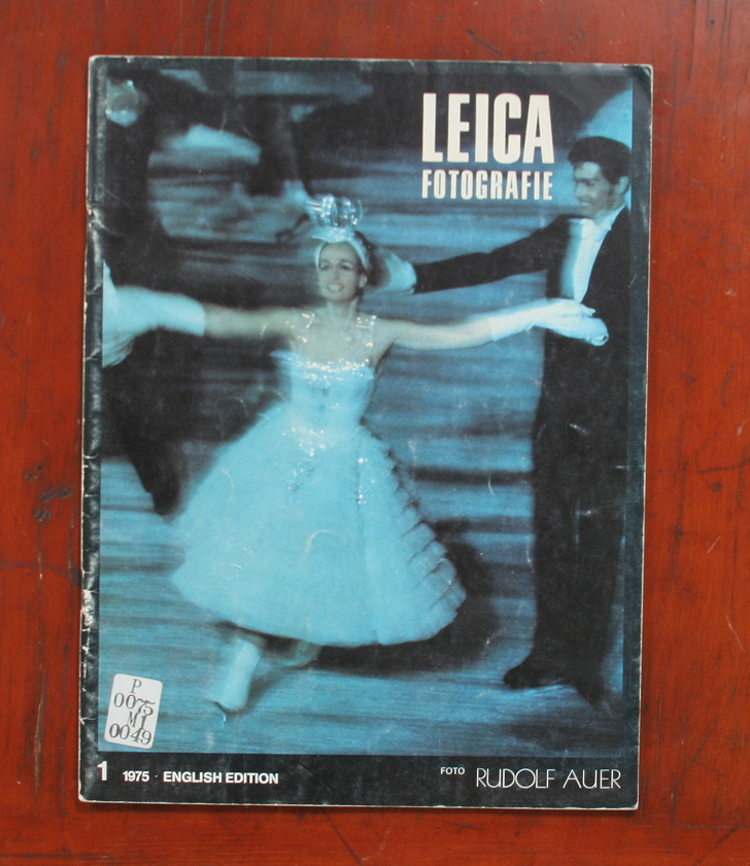 LEICA
FOTOGRAFIE
P
0075
MI
0049
1 1975 · ENGLISH EDITION
FOTO RUDOLF AUER